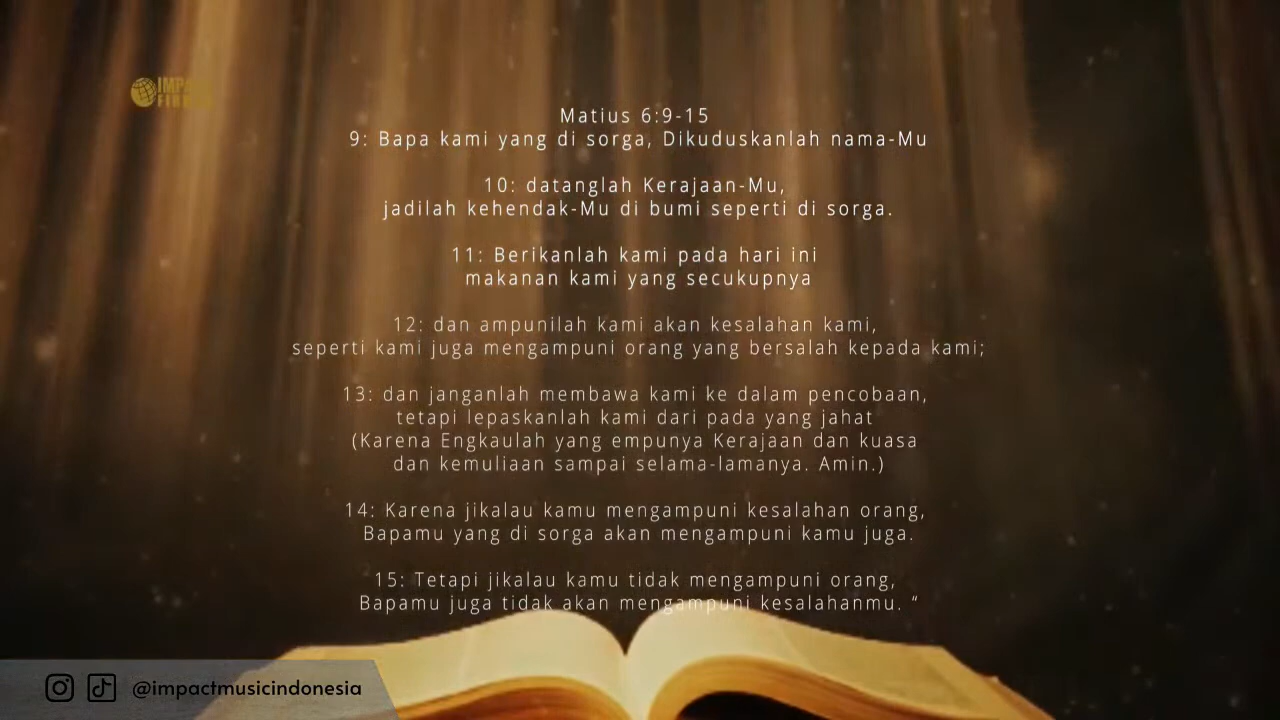 Matius 6:9-15
9: Bapa kami yang di sorga, Dikuduskanlah nama-Mu
10: datanglah Kerajaan-Mu,
jadilah kehendak-Mu di bumi seperti di sorga.
11: Berikanlah kami pada hari ini
makanan kami yang secukupnya
12: dan ampunilah kami akan kesalahan kami,
seperti kami juga mengampuni orang yang bersalah kepada kami;
13: dan janganlah membawa kami ke dalam pencobaan,
tetapi lepaskanlah kami dari pada yang jahat
(Karena Engkaulah yang empunya Kerajaan dan kuasa
dan kemuliaan sampai selama-lamanya. Amin.)
14: Karena jikalau kamu mengampuni kesalahan orang,
Bapamu yang di sorga akan mengampuni kamu juga.
15: Tetapi jikalau kamu tidak mengampuni orang,
Bapamu juga tidak akan mengampuni kesalahanmu. “
@impactmusicindonesia